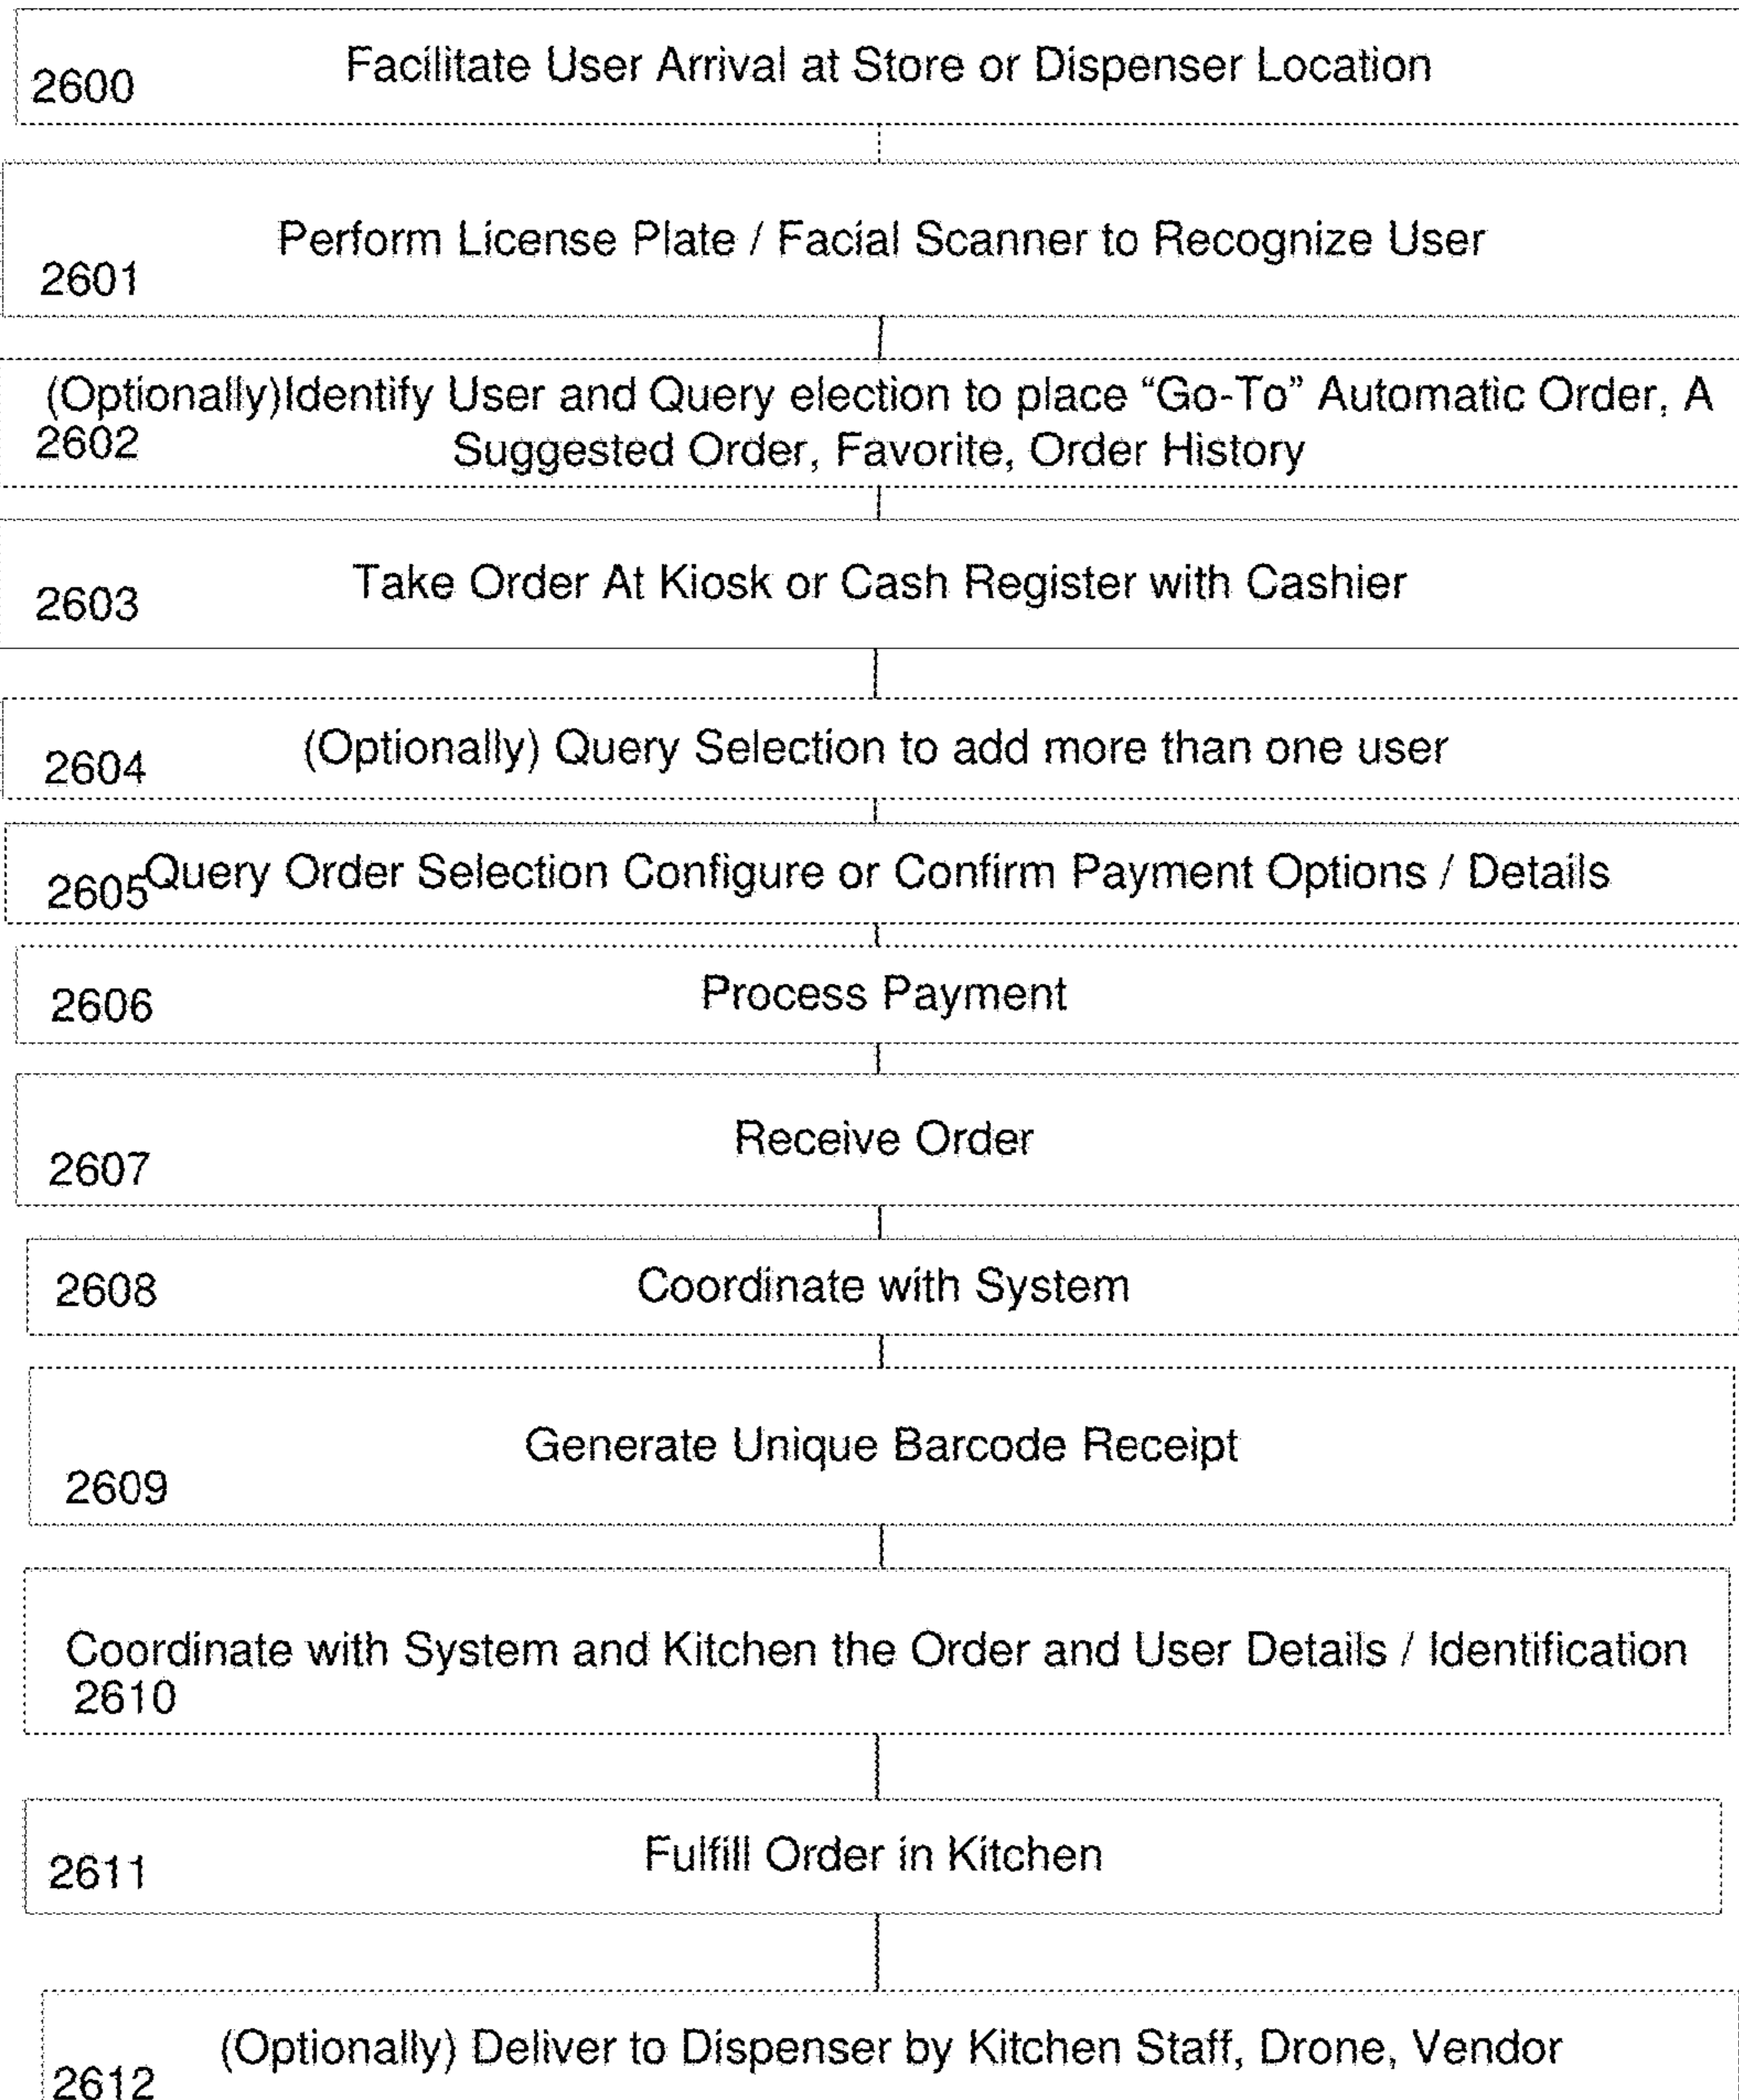 Facilitate User Arrival at Store or Dispenser Location
2600
Perform License Plate / Facial Scanner to Recognize User
2601
(Optionally)Identify User and Query election to place “Go-To” Automatic Order, A
2602
Suggested Order, Favorite, Order History
Take Order At Kiosk or Cash Register with Cashier
2603
(Optionally) Query Selection to add more than one user
2604
Query Order Selection Configure or Confirm Payment Options / Details
2605
Process Payment
2606
Receive Order
2607
Coordinate with System
2608
Generate Unique Barcode Receipt
2609
Coordinate with System and Kitchen the Order and User Details / Identification
2610
Fulfill Order in Kitchen
2611
(Optionally) Deliver to Dispenser by Kitchen Staff, Drone, Vendor
2612